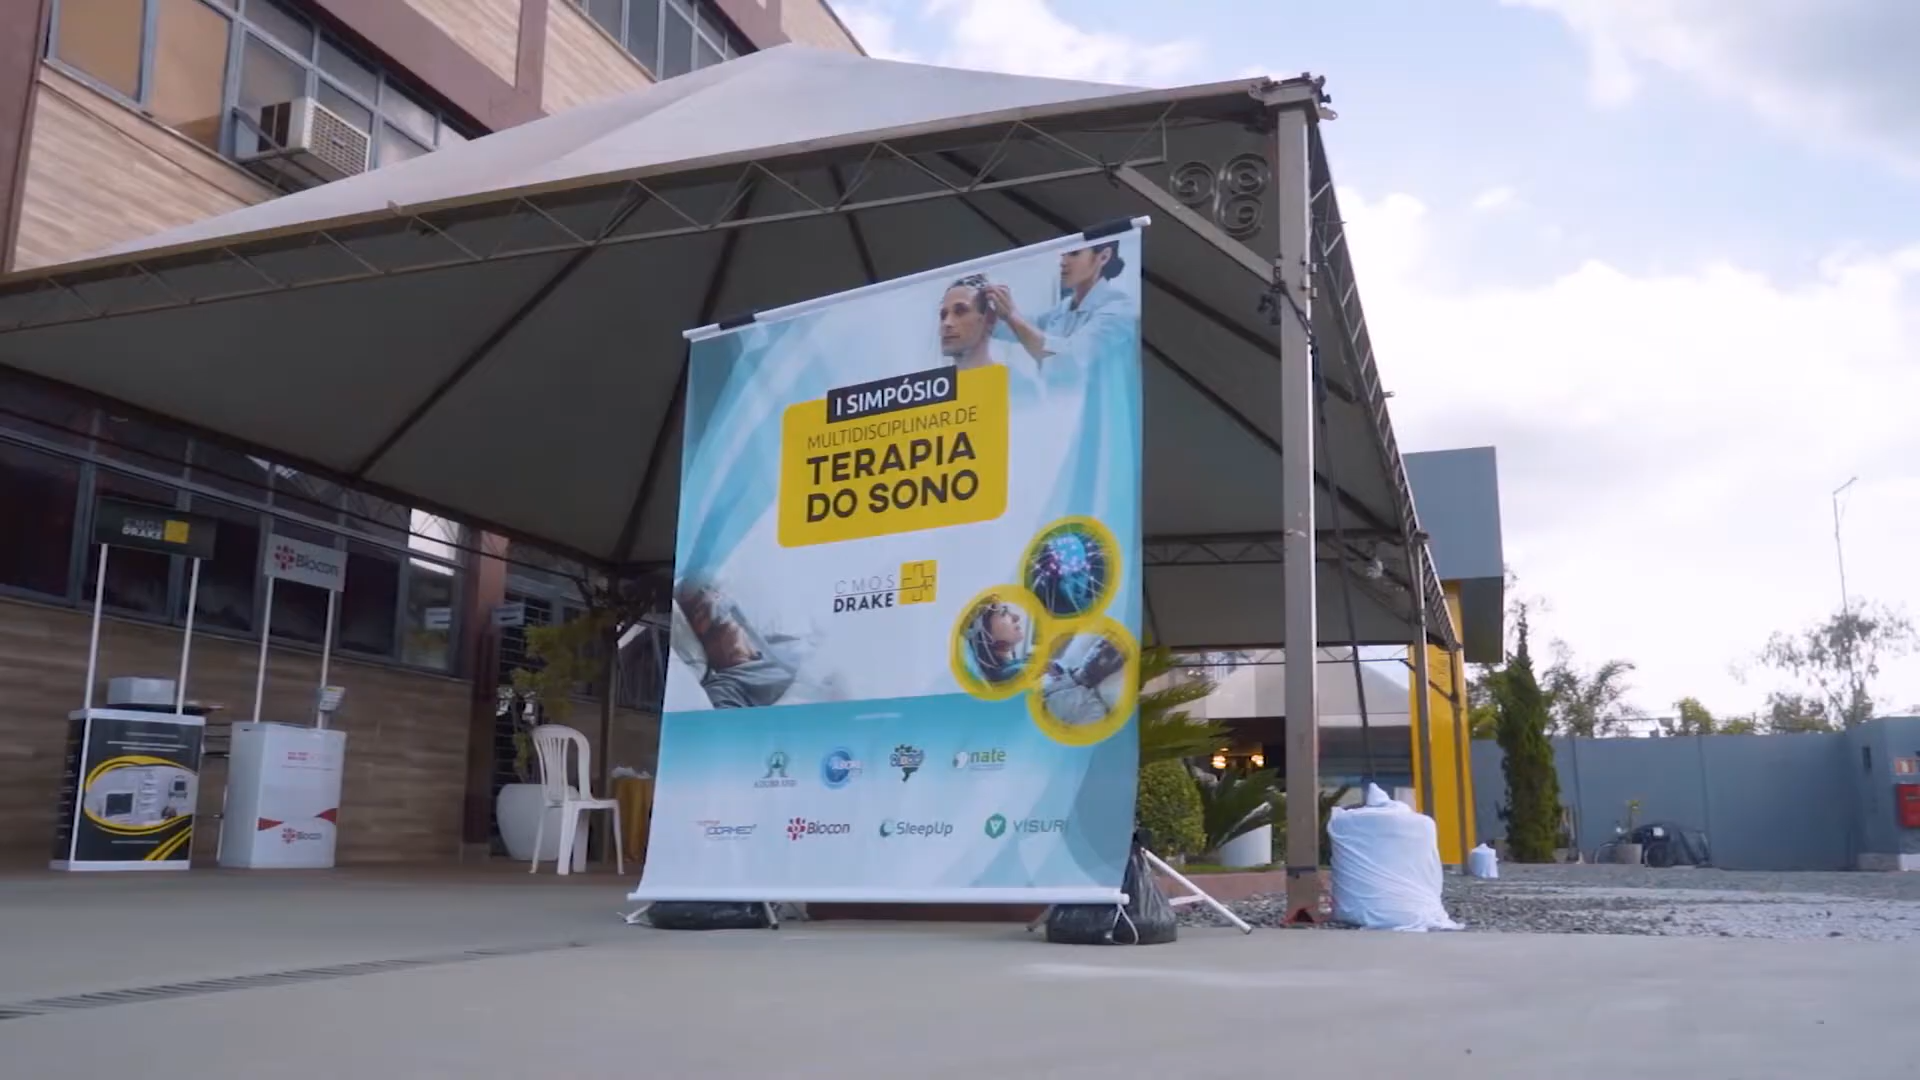 I SIMPÓSIO
MULTIDISCIPLINAR DE
TERAPIA
DO SONO
CMOS
DRAKE
nate
Biocon
SleepUp
VISURI
CMOS
DRAKE
Biocon
Biocon